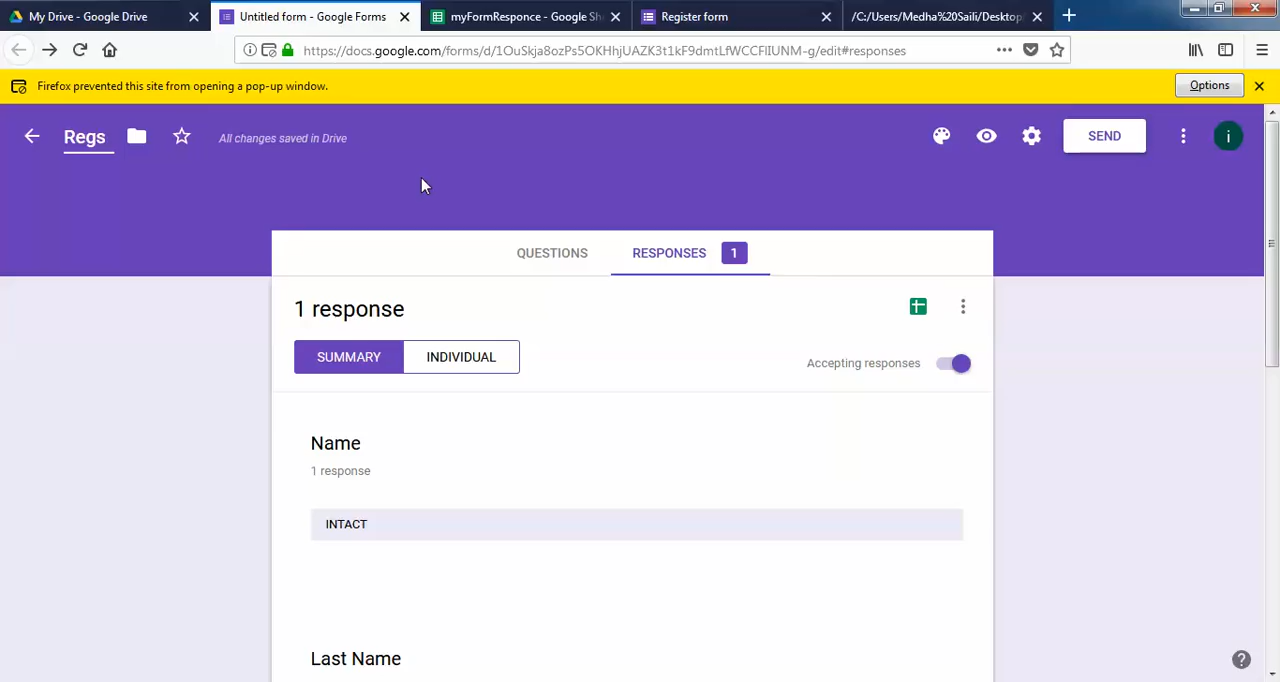 My Drive - Google Drive
Untitled form - Google Forms
myFormResponce - Google Sh
Register form
/C:/Users/Medha%20Saili/Desktop
https://docs.google.com/forms/d/1OuSkja8ozPs5OKHhjUAZK3t1kF9dmtLfWCCFlIUNM-g/edit#responses
Firefox prevented this site from opening a pop-up window.
Options
Regs
All changes saved in Drive
SEND
i
QUESTIONS
RESPONSES
1
1 response
SUMMARY
INDIVIDUAL
Accepting responses
Name
1 response
INTACT
Last Name